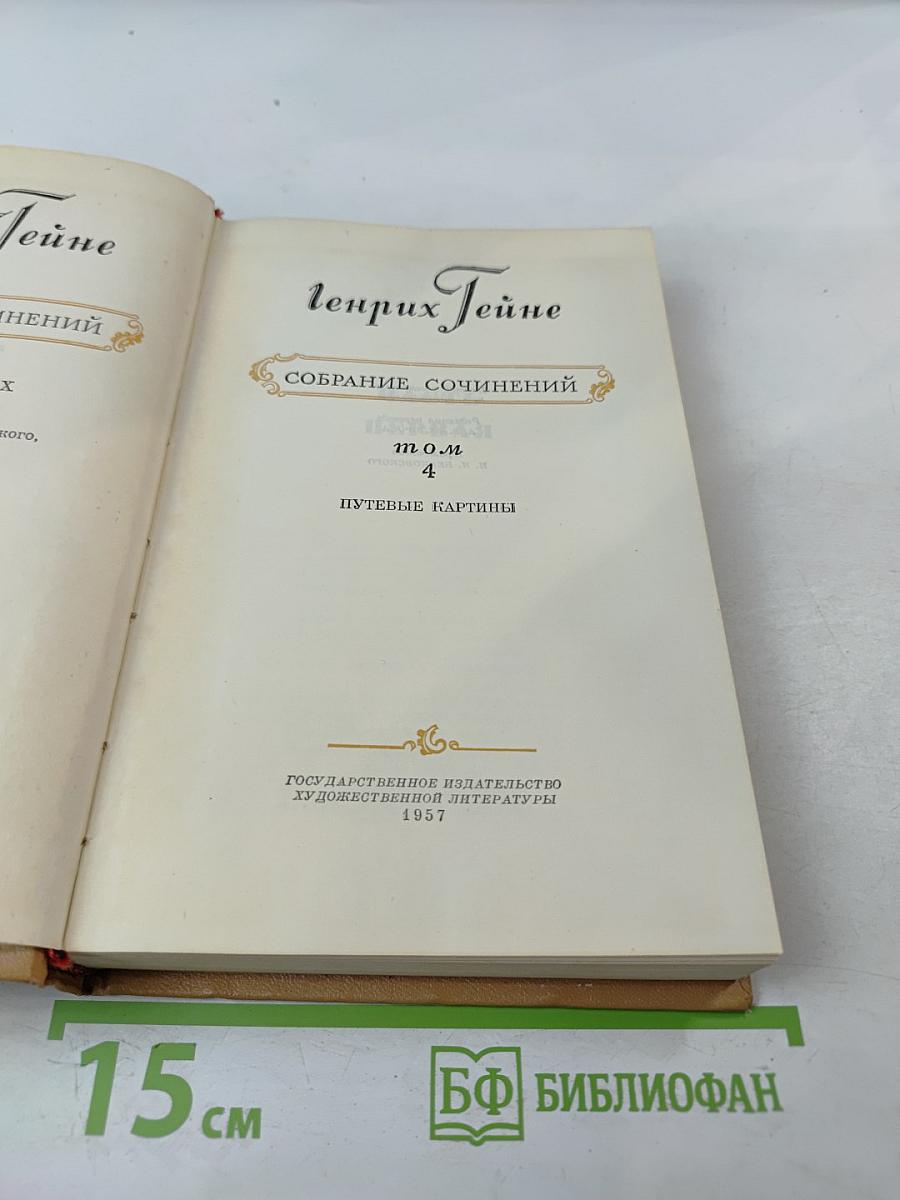 Гейне
ИНЕНИЙ
Х
кого,
Генрих Гейне
СОБРАНИЕ СОЧИНЕНИЙ
том
4
ПУТЕВЫЕ КАРТИНЫ
ГОСУДАРСТВЕННОЕ ИЗДАТЕЛЬСТВО
ХУДОЖЕСТВЕННОЙ ЛИТЕРАТУРЫ
1957
15 см
БФ БИБЛИОФАН